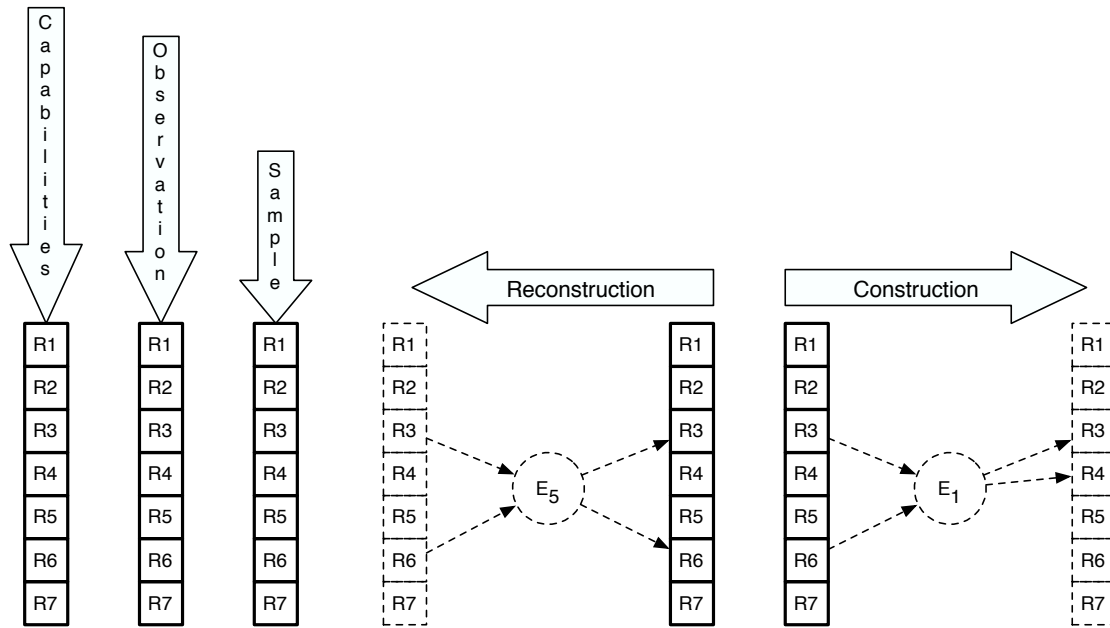 Capabilities
Observation
Sample
Reconstruction
Construction
R1
R2
R3
R4
R5
R6
R7
R1
R2
R3
R4
R5
R6
R7
R1
R2
R3
R4
R5
R6
R7
R1
R2
R3
R4
R5
R6
R7
E5
R1
R2
R3
R4
R5
R6
R7
R1
R2
R3
R4
R5
R6
R7
E1
R1
R2
R3
R4
R5
R6
R7